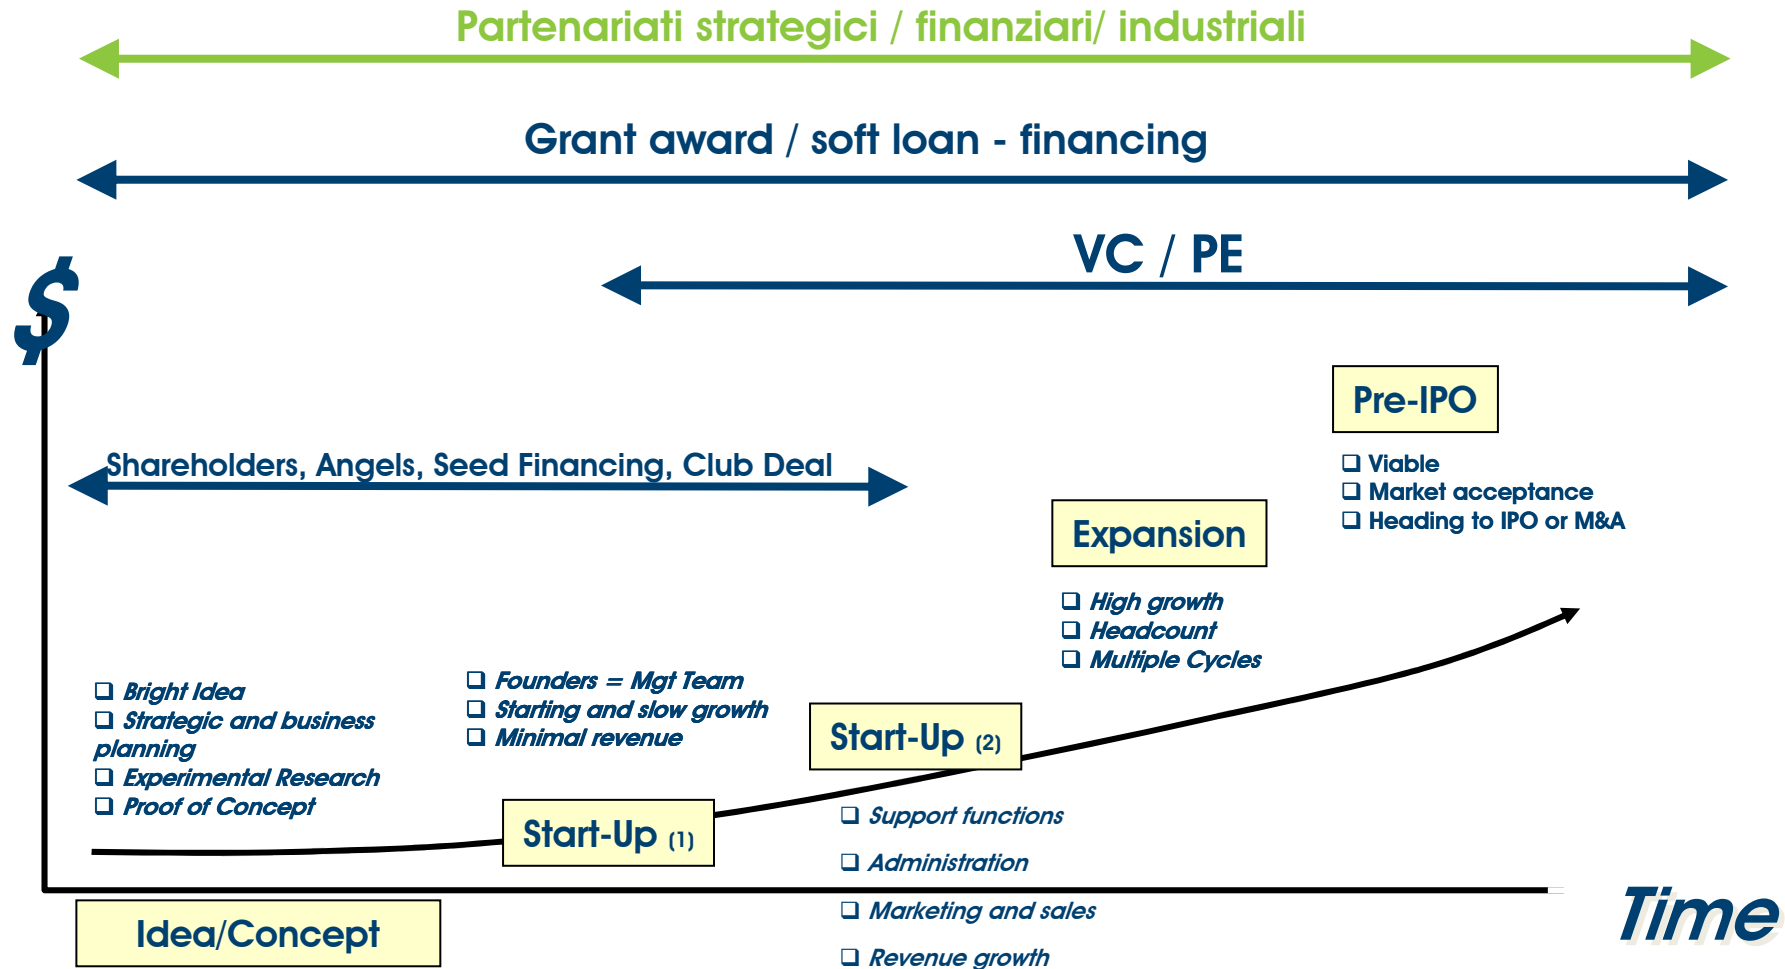 Partenariati strategici / finanziari/ industriali
Grant award / soft loan - financing
VC / PE
$
Pre-IPO
❑ Viable
❑ Market acceptance
❑ Heading to IPO or M&A
Shareholders, Angels, Seed Financing, Club Deal
Expansion
❑ High growth
❑ Headcount
❑ Multiple Cycles
❑ Bright Idea
❑ Strategic and business
planning
❑ Experimental Research
❑ Proof of Concept
❑ Founders = Mgt Team
❑ Starting and slow growth
❑ Minimal revenue
Start-Up (2)
Start-Up (1)
❑ Support functions
❑ Administration
❑ Marketing and sales
❑ Revenue growth
Idea/Concept
Time